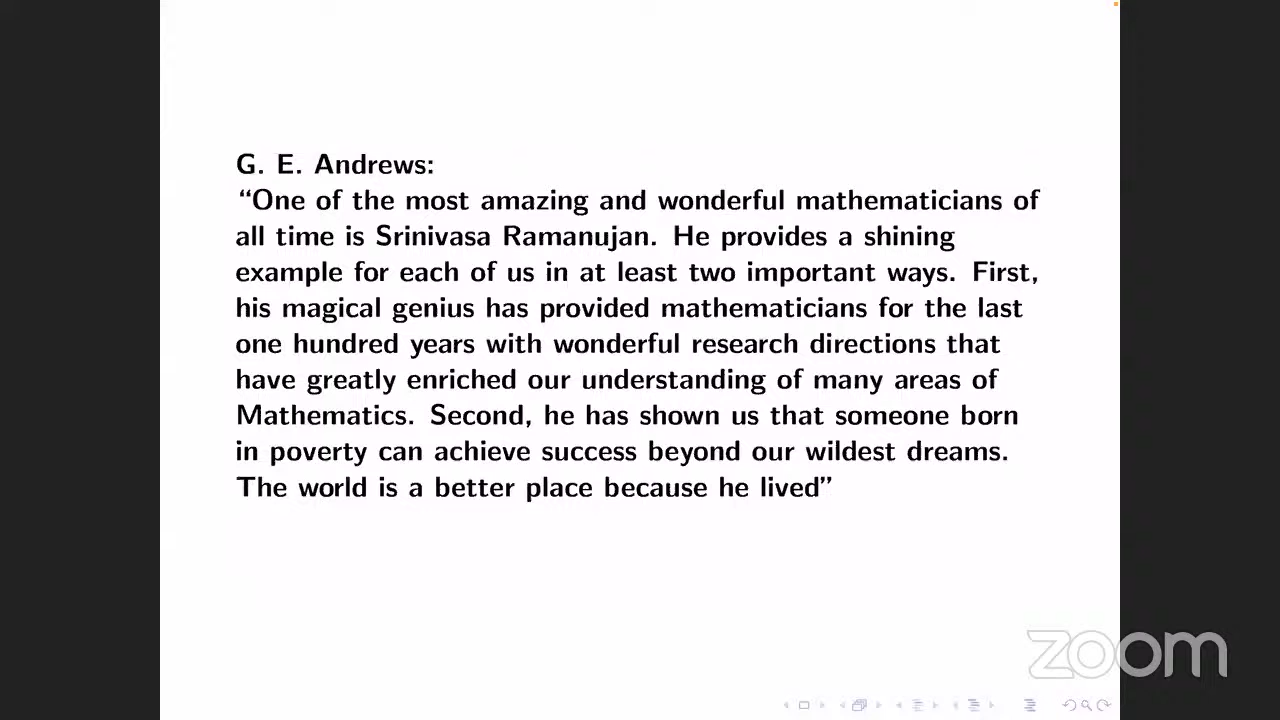 G. E. Andrews:
“One of the most amazing and wonderful mathematicians of
all time is Srinivasa Ramanujan. He provides a shining
example for each of us in at least two important ways. First,
his magical genius has provided mathematicians for the last
one hundred years with wonderful research directions that
have greatly enriched our understanding of many areas of
Mathematics. Second, he has shown us that someone born
in poverty can achieve success beyond our wildest dreams.
The world is a better place because he lived”
zoom